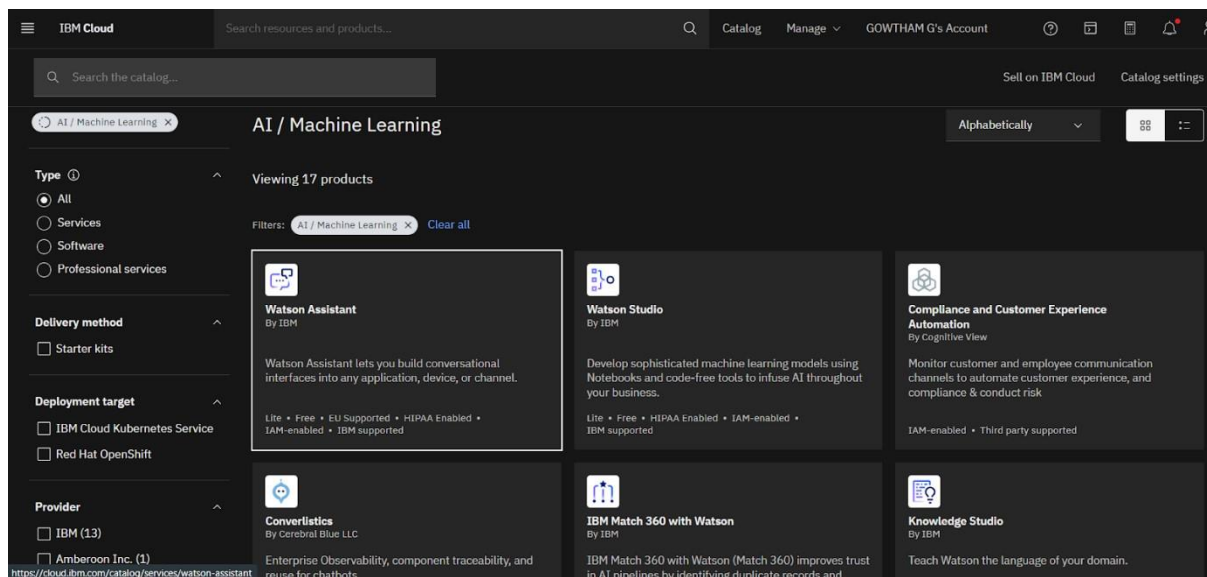 IBM Cloud
Search resources and products...
Catalog
Manage
GOWTHAM G's Account
Search the catalog...
Sell on IBM Cloud
Catalog settings
AI / Machine Learning
AI / Machine Learning
Alphabetically
Type
All
Services
Software
Professional services
Delivery method
Starter kits
Deployment target
IBM Cloud Kubernetes Service
Red Hat OpenShift
Provider
IBM (13)
Amberoon Inc. (1)
Viewing 17 products
Filters: AI / Machine Learning Clear all
Watson Assistant
By IBM
Watson Assistant lets you build conversational
interfaces into any application, device, or channel.
Lite • Free • EU Supported • HIPAA Enabled •
IAM-enabled • IBM supported
Watson Studio
By IBM
Develop sophisticated machine learning models using
Notebooks and code-free tools to infuse AI throughout
your business.
Lite • Free • HIPAA Enabled • IAM-enabled •
IBM supported
Compliance and Customer Experience
Automation
By Cognitive View
Monitor customer and employee communication
channels to automate customer experience, and
compliance & conduct risk
IAM-enabled • Third party supported
Converlistics
By Cerebral Blue LLC
Enterprise Observability, component traceability, and
reuse for chatbots
IBM Match 360 with Watson
By IBM
IBM Match 360 with Watson (Match 360) improves trust
in AI pipelines by identifying duplicate records and
Knowledge Studio
By IBM
Teach Watson the language of your domain.
https://cloud.ibm.com/catalog/services/watson-assistant